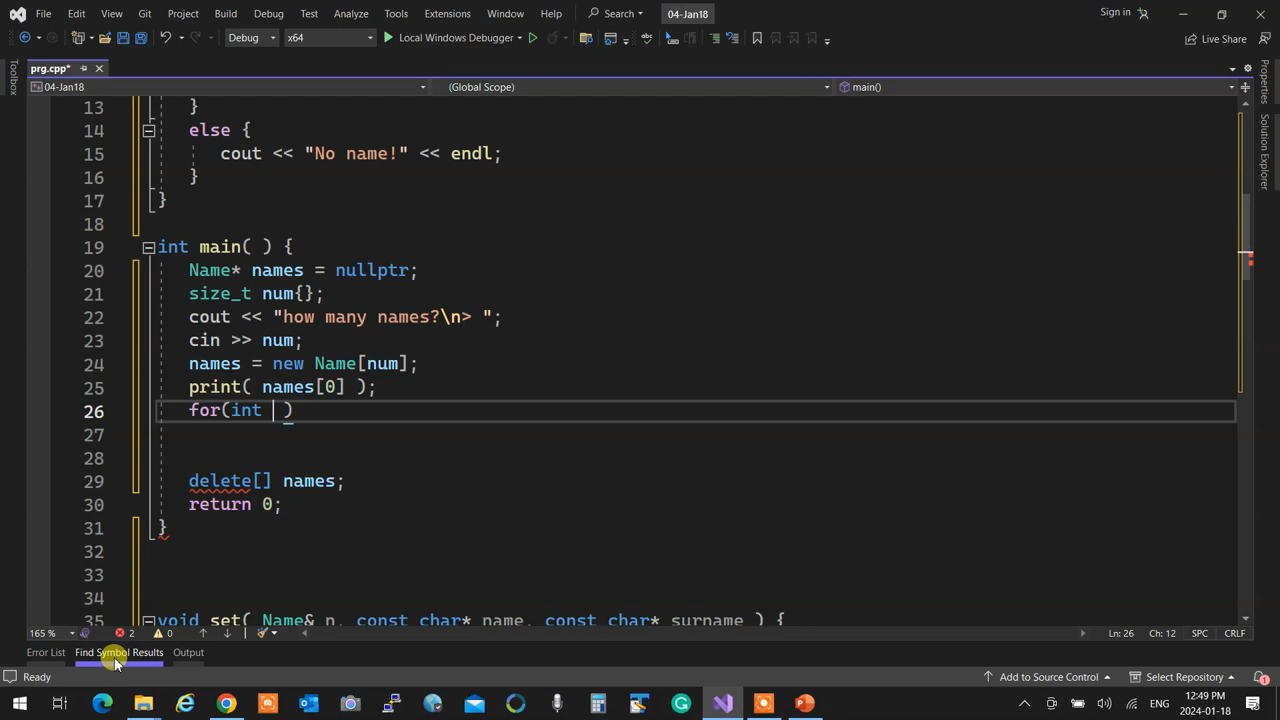 File Edit View Git Project Build Debug Test Analyze Tools Extensions Window Help Search 04-Jan18 Sign in
Debug x64 Local Windows Debugger Live Share
Toolbox
prg.cpp*
04-Jan18 (Global Scope) main()
13 }
14 else {
15 cout << "No name!" << endl;
16 }
17 }
18
19 int main( ) {
20 Name* names = nullptr;
21 size_t num{};
22 cout << "how many names?\n> ";
23 cin >> num;
24 names = new Name[num];
25 print( names[0] );
26 for(int )
27
28
29 delete[] names;
30 return 0;
31 }
32
33
34
35 void set( Name& n, const char* name, const char* surname ) {
Properties
Solution Explorer
165 % 2 0 Ln: 26 Ch: 12 SPC CRLF
Error List Find Symbol Results Output
Ready Add to Source Control Select Repository 1
ENG 12:49 PM 2024-01-18